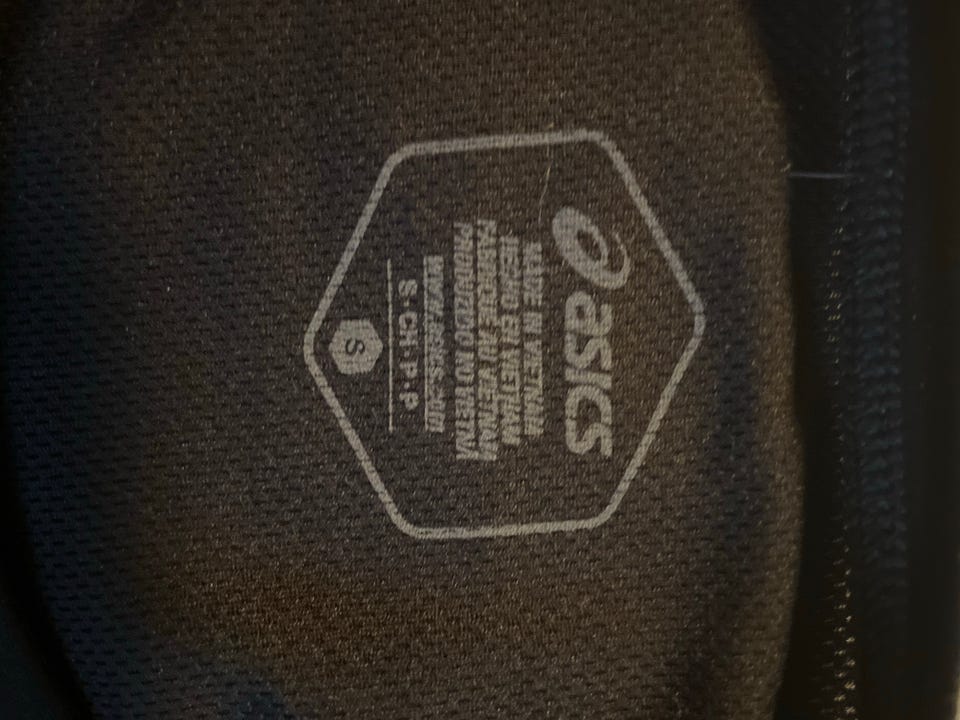 asics
MADE IN VIETNAM
HECHO EN VIETNAM
FABRIQUÉ AU VIETNAM
PRODUZIDO NO VIETNÃ
S·CH·P·P
S